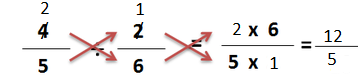 2 1
4/5 ÷ 2/6 = 2 x 6 / 5 x 1 = 12/5